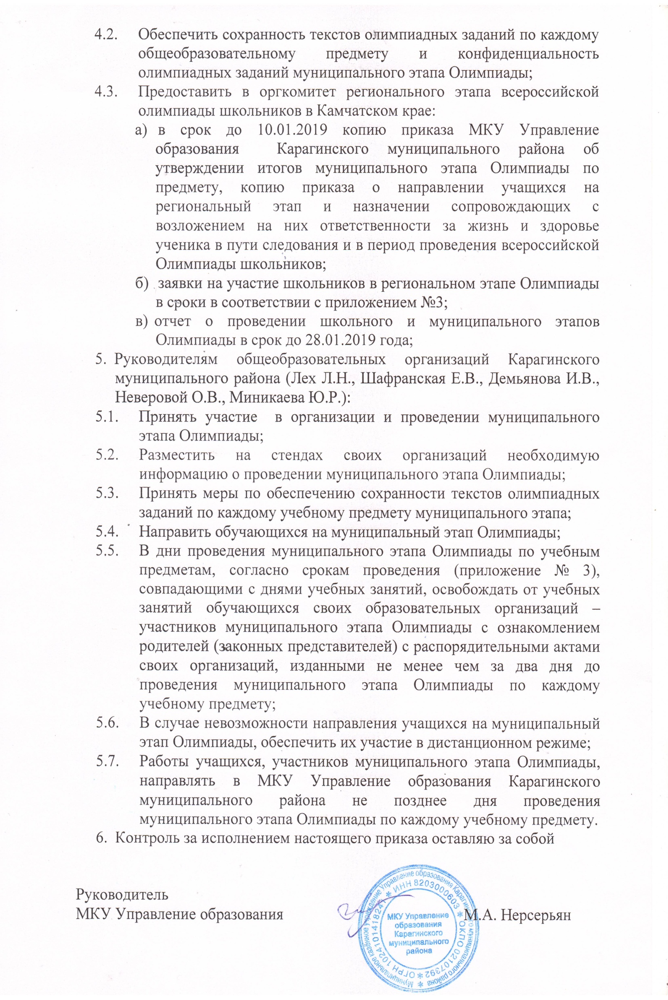 4.2. Обеспечить сохранность текстов олимпиадных заданий по каждому
общеобразовательному предмету и конфиденциальность
олимпиадных заданий муниципального этапа Олимпиады;
4.3. Предоставить в оргкомитет регионального этапа всероссийской
олимпиады школьников в Камчатском крае:
а) в срок до 10.01.2019 копию приказа МКУ Управление
образования Карагинского муниципального района об
утверждении итогов муниципального этапа Олимпиады по
предмету, копию приказа о направлении учащихся на
региональный этап и назначении сопровождающих с
возложением на них ответственности за жизнь и здоровье
ученика в пути следования и в период проведения всероссийской
Олимпиады школьников;
б) заявки на участие школьников в региональном этапе Олимпиады
в сроки в соответствии с приложением №3;
в) отчет о проведении школьного и муниципального этапов
Олимпиады в срок до 28.01.2019 года;
5. Руководителям общеобразовательных организаций Карагинского
муниципального района (Лех Л.Н., Шафранская Е.В., Демьянова И.В.,
Неверовой О.В., Миникаева Ю.Р.):
5.1. Принять участие в организации и проведении муниципального
этапа Олимпиады;
5.2. Разместить на стендах своих организаций необходимую
информацию о проведении муниципального этапа Олимпиады;
5.3. Принять меры по обеспечению сохранности текстов олимпиадных
заданий по каждому учебному предмету муниципального этапа;
5.4. Направить обучающихся на муниципальный этап Олимпиады;
5.5. В дни проведения муниципального этапа Олимпиады по учебным
предметам, согласно срокам проведения (приложение № 3),
совпадающими с днями учебных занятий, освобождать от учебных
занятий обучающихся своих образовательных организаций –
участников муниципального этапа Олимпиады с ознакомлением
родителей (законных представителей) с распорядительными актами
своих организаций, изданными не менее чем за два дня до
проведения муниципального этапа Олимпиады по каждому
учебному предмету;
5.6. В случае невозможности направления учащихся на муниципальный
этап Олимпиады, обеспечить их участие в дистанционном режиме;
5.7. Работы учащихся, участников муниципального этапа Олимпиады,
направлять в МКУ Управление образования Карагинского
муниципального района не позднее дня проведения
муниципального этапа Олимпиады по каждому учебному предмету.
6. Контроль за исполнением настоящего приказа оставляю за собой
Руководитель
МКУ Управление образования М.А. Нерсерьян
Муниципальное казённое учреждение Управление образования Карагинского муниципального района *
ОГРН 1024101418247 * ИНН 8203000603 * ОКПО 02107392 *
МКУ Управление
образования
Карагинского
муниципального
района